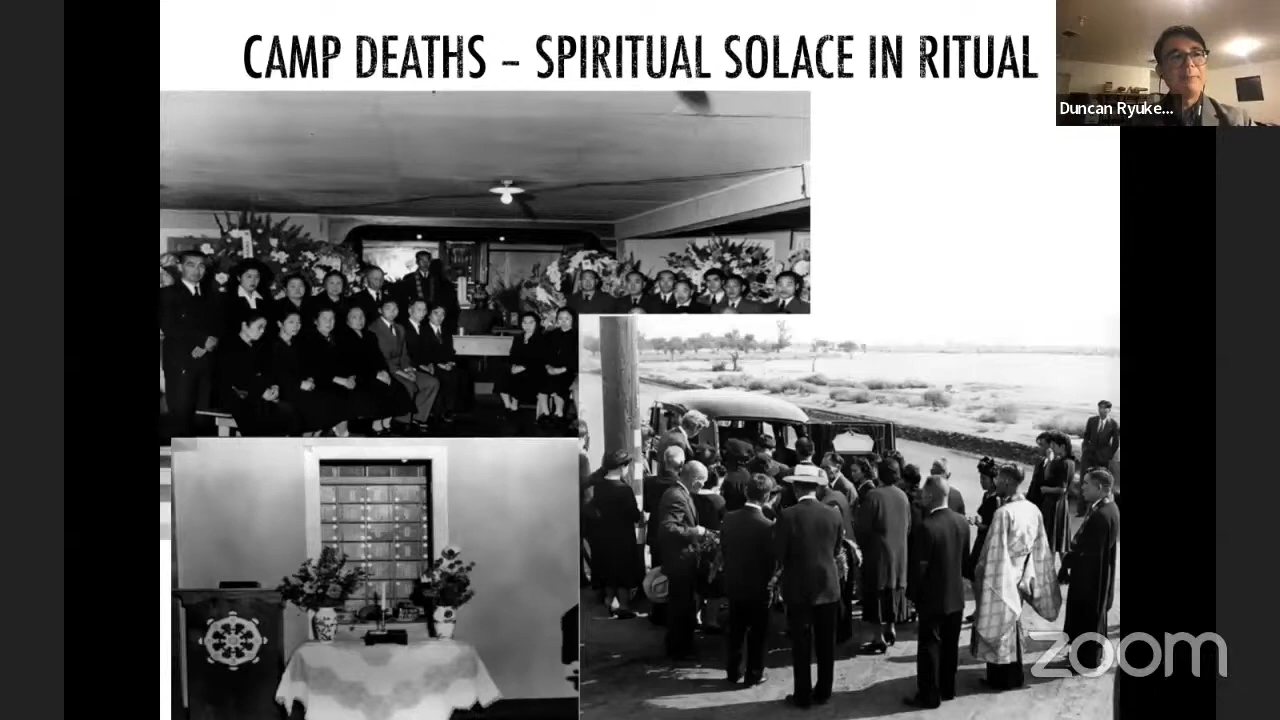 CAMP DEATHS – SPIRITUAL SOLACE IN RITUAL
Duncan Ryuke...
zoom